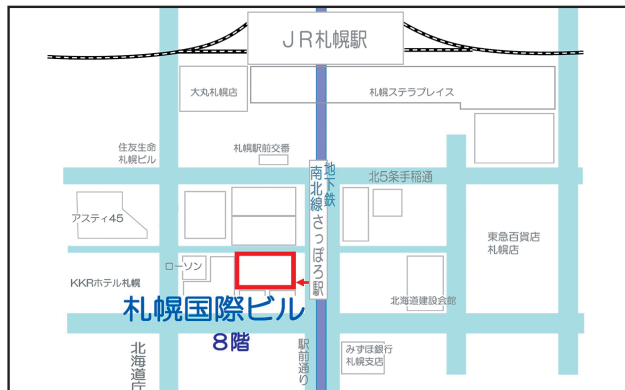 JR札幌駅
大丸札幌店
札幌ステラプレイス
住友生命
札幌ビル
札幌駅前交番
北5条手稲通
地下鉄
南北線さっぽろ駅
アスティ45
東急百貨店
札幌店
ローソン
KKRホテル札幌
北海道建設会館
札幌国際ビル
8階
北海道庁
駅前通り
みずほ銀行
札幌支店